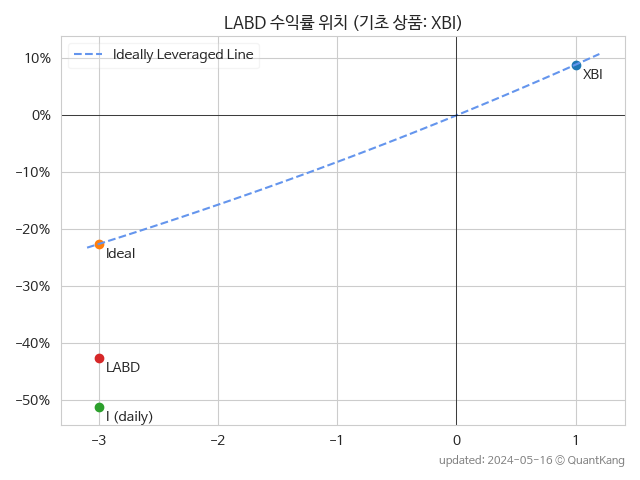 LABD 수익률 위치 (기초 상품: XBI)
Ideally Leveraged Line
10%
0%
−10%
−20%
−30%
−40%
−50%
XBI
Ideal
LABD
I (daily)
−3
−2
−1
0
1
updated: 2024-05-16 © QuantKang